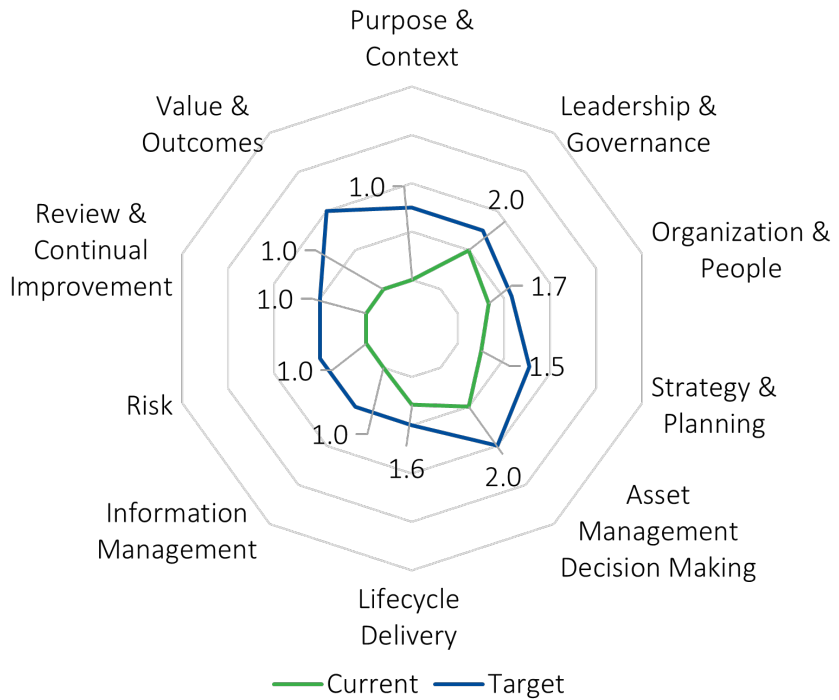 Purpose &
Context
Value &
Outcomes
Leadership &
Governance
1.0
2.0
Review &
Continual
Improvement
1.0
Organization &
People
1.0
1.7
1.0
1.5
Risk
Strategy &
Planning
1.0
1.6
2.0
Information
Management
Asset
Management
Decision Making
Lifecycle
Delivery
Current
Target